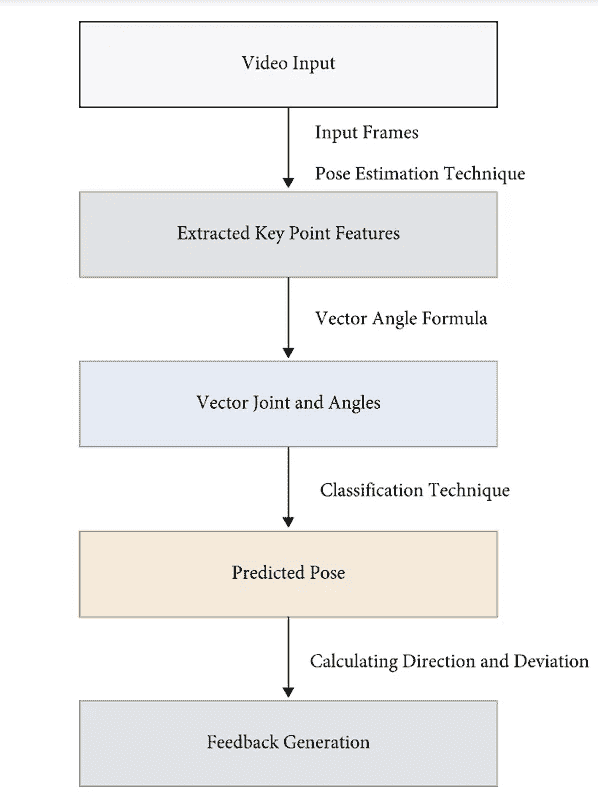 Video Input
Input Frames
Pose Estimation Technique
Extracted Key Point Features
Vector Angle Formula
Vector Joint and Angles
Classification Technique
Predicted Pose
Calculating Direction and Deviation
Feedback Generation